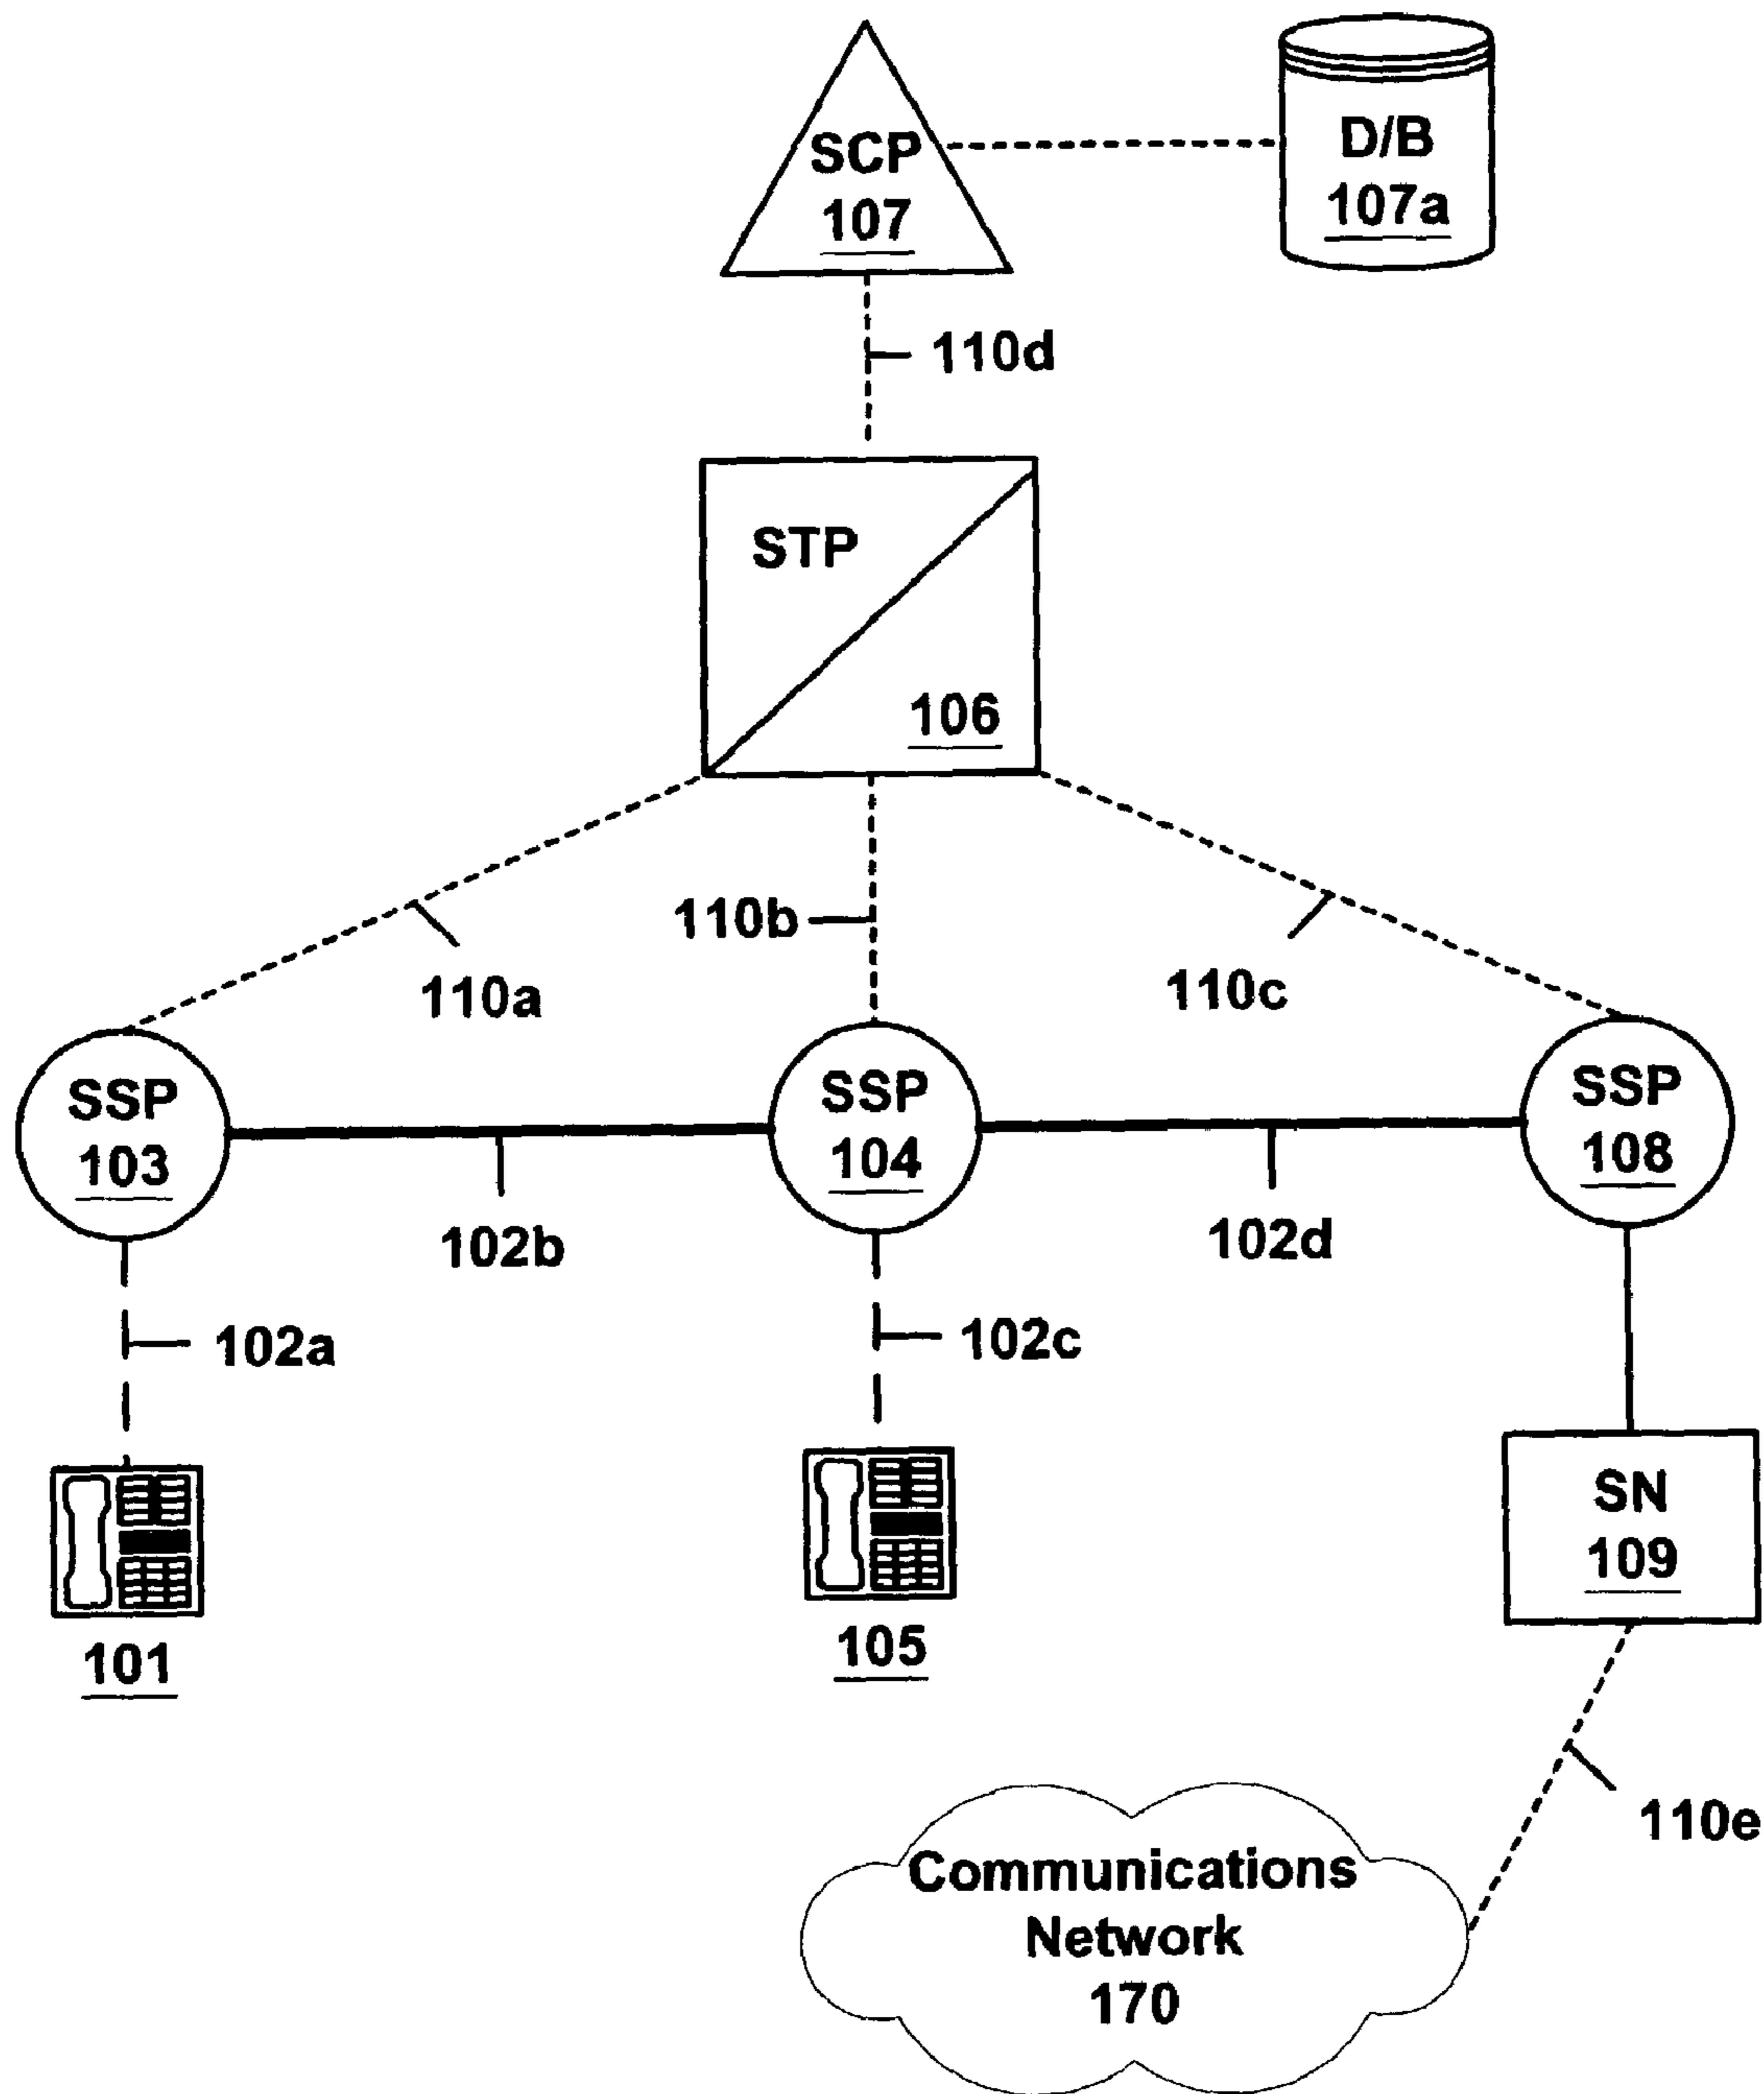 SCP
107
D/B
107a
110d
STP
106
110a
110b
110c
SSP
103
SSP
104
SSP
108
102b
102d
102a
102c
101
105
SN
109
110e
Communications
Network
170